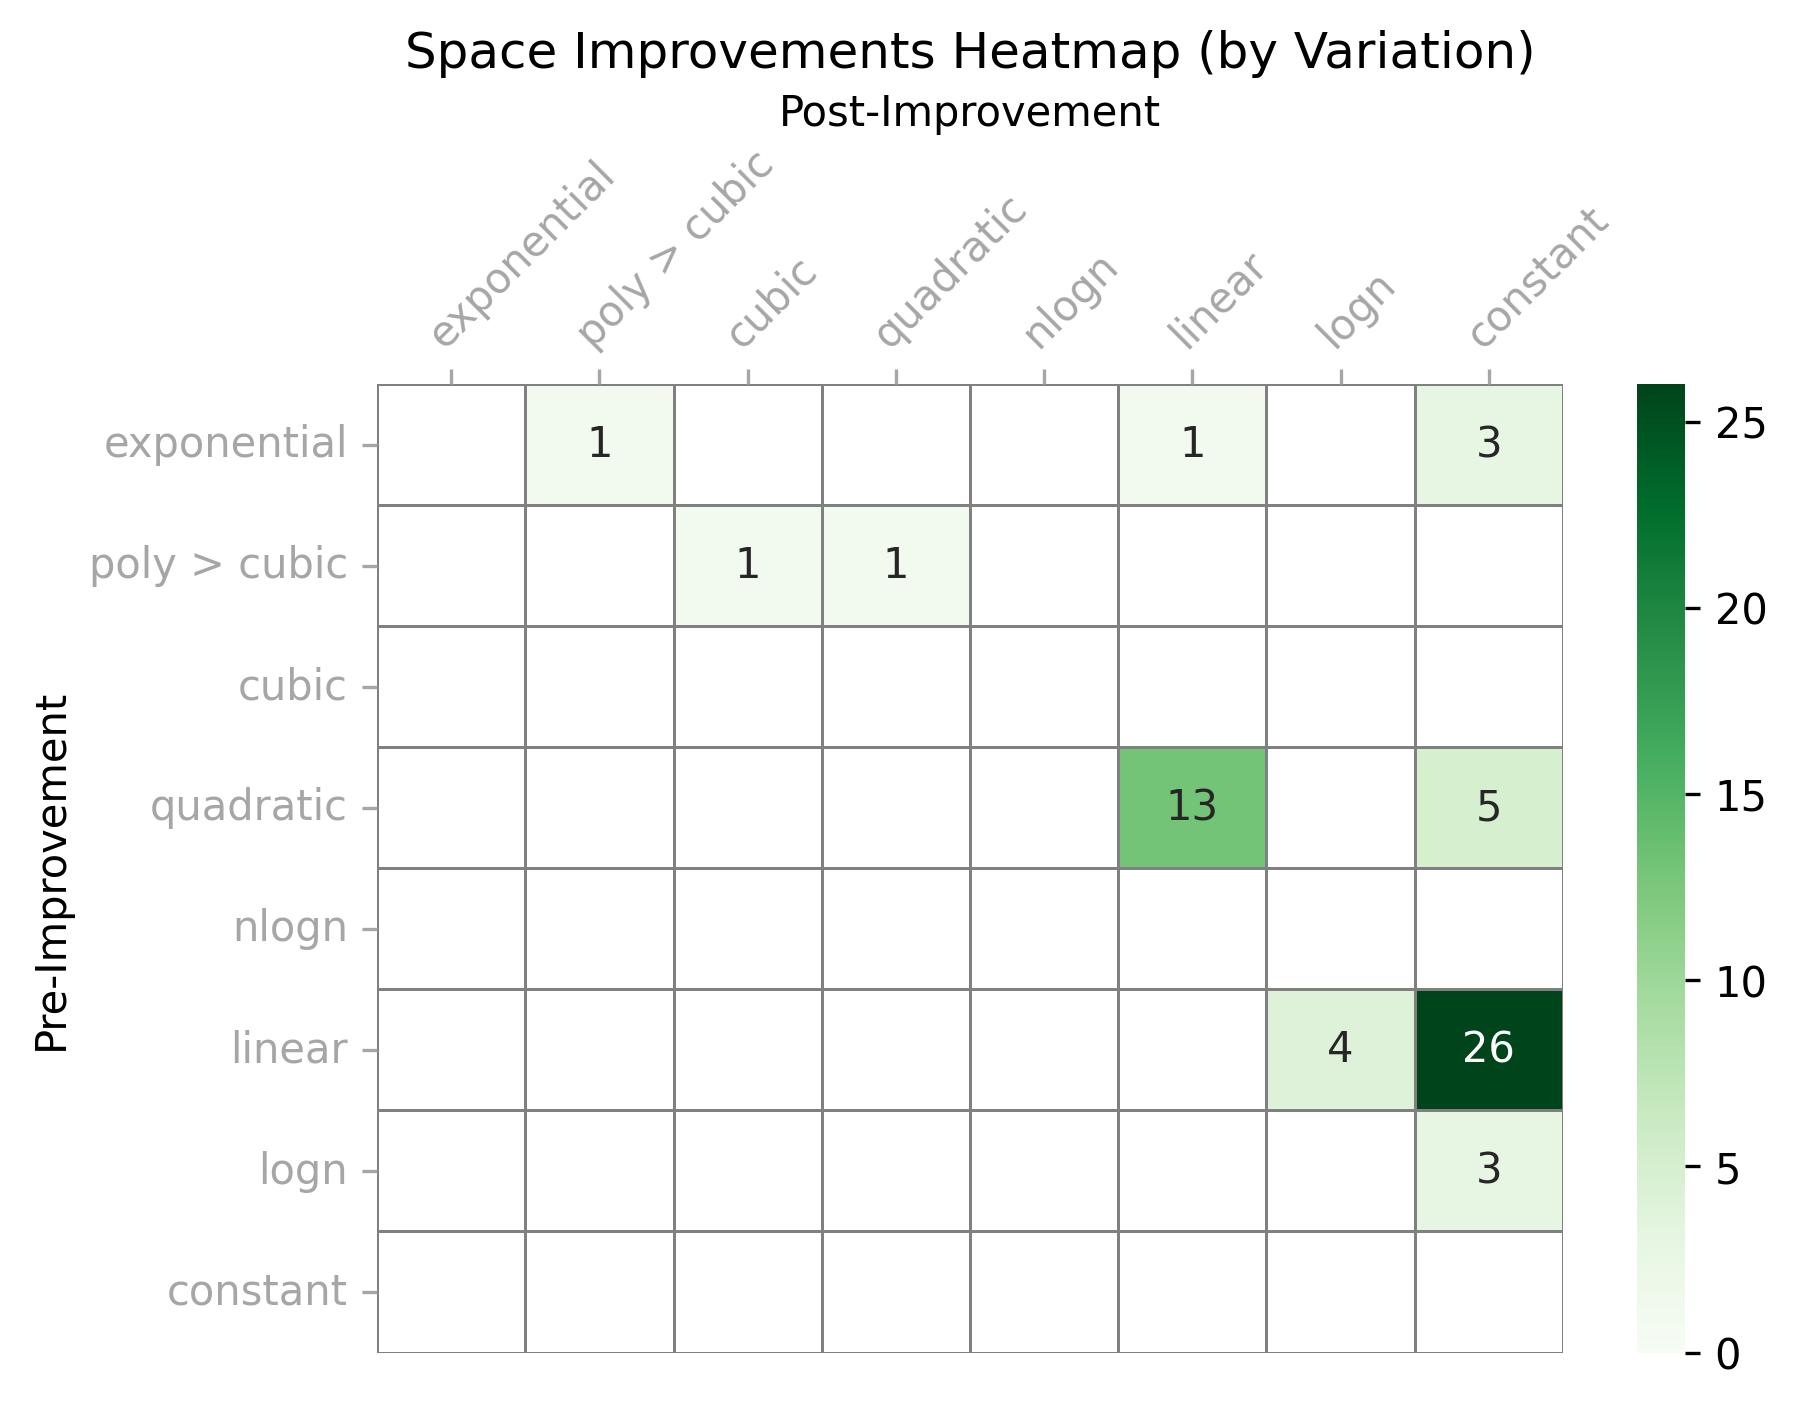 Space Improvements Heatmap (by Variation)
Post-Improvement
exponential
poly > cubic
cubic
quadratic
nlogn
linear
logn
constant
Pre-Improvement
exponential
1
1
3
poly > cubic
1
1
cubic
quadratic
13
5
nlogn
linear
4
26
logn
3
constant
25
20
15
10
5
0